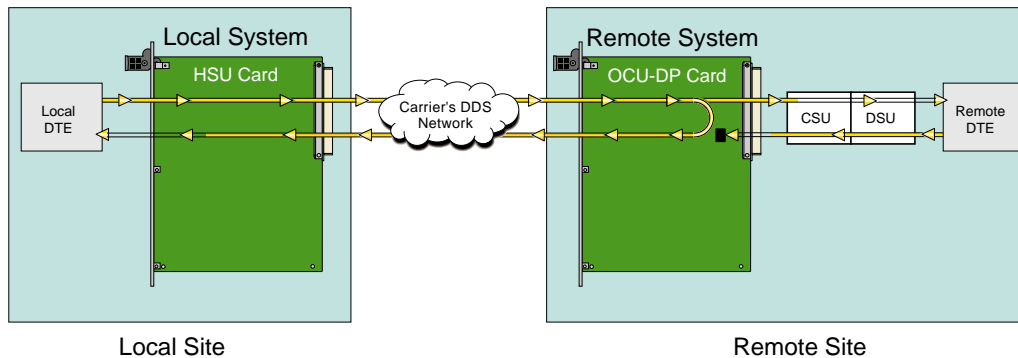 Local System
Remote System
HSU Card
OCU-DP Card
Local
DTE
Carrier's DDS
Network
CSU
DSU
Remote
DTE
Local Site
Remote Site